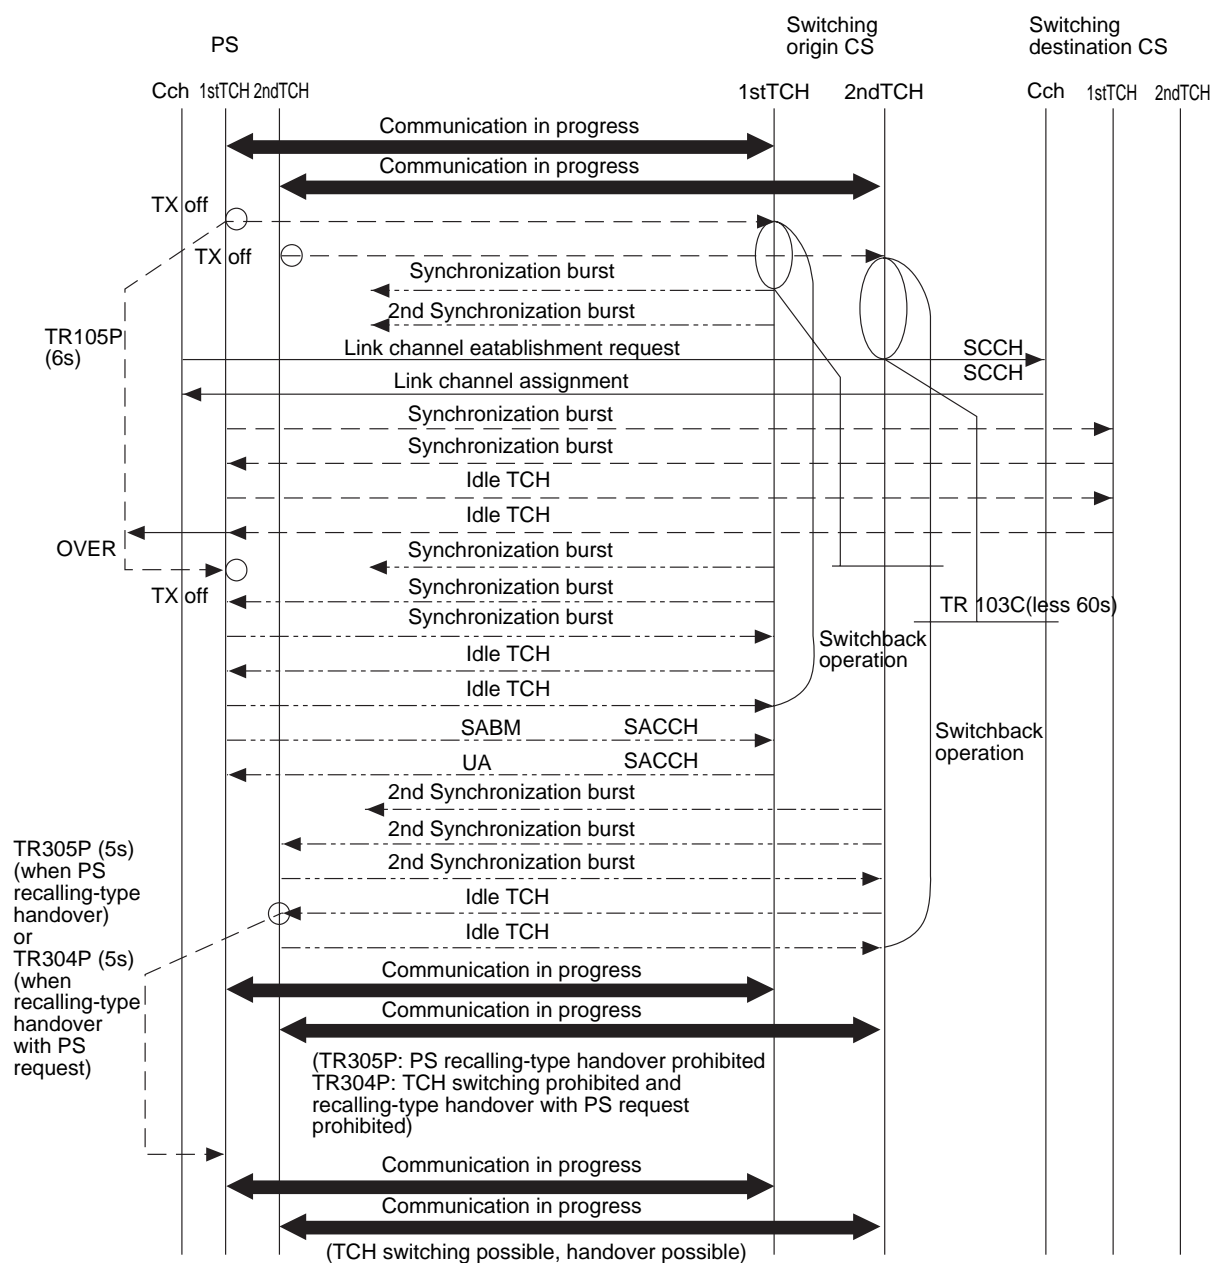 Switching
origin CS
Switching
destination CS
PS
Cch 1stTCH 2ndTCH 1stTCH 2ndTCH Cch 1stTCH 2ndTCH
Communication in progress
Communication in progress
TX off
TX off
Synchronization burst
2nd Synchronization burst
TR105P
(6s)
Link channel eatablishment request SCCH
Link channel assignment SCCH
Synchronization burst
Synchronization burst
Idle TCH
Idle TCH
OVER
Synchronization burst
TX off
Synchronization burst
TR 103C(less 60s)
Synchronization burst
Switchback
operation
Idle TCH
Idle TCH
SABM SACCH
Switchback
operation
UA SACCH
2nd Synchronization burst
2nd Synchronization burst
2nd Synchronization burst
TR305P (5s)
(when PS
recalling-type
handover)
or
TR304P (5s)
(when
recalling-type
handover
with PS
request)
Idle TCH
Idle TCH
Communication in progress
Communication in progress
(TR305P: PS recalling-type handover prohibited
TR304P: TCH switching prohibited and
recalling-type handover with PS request
prohibited)
Communication in progress
Communication in progress
(TCH switching possible, handover possible)